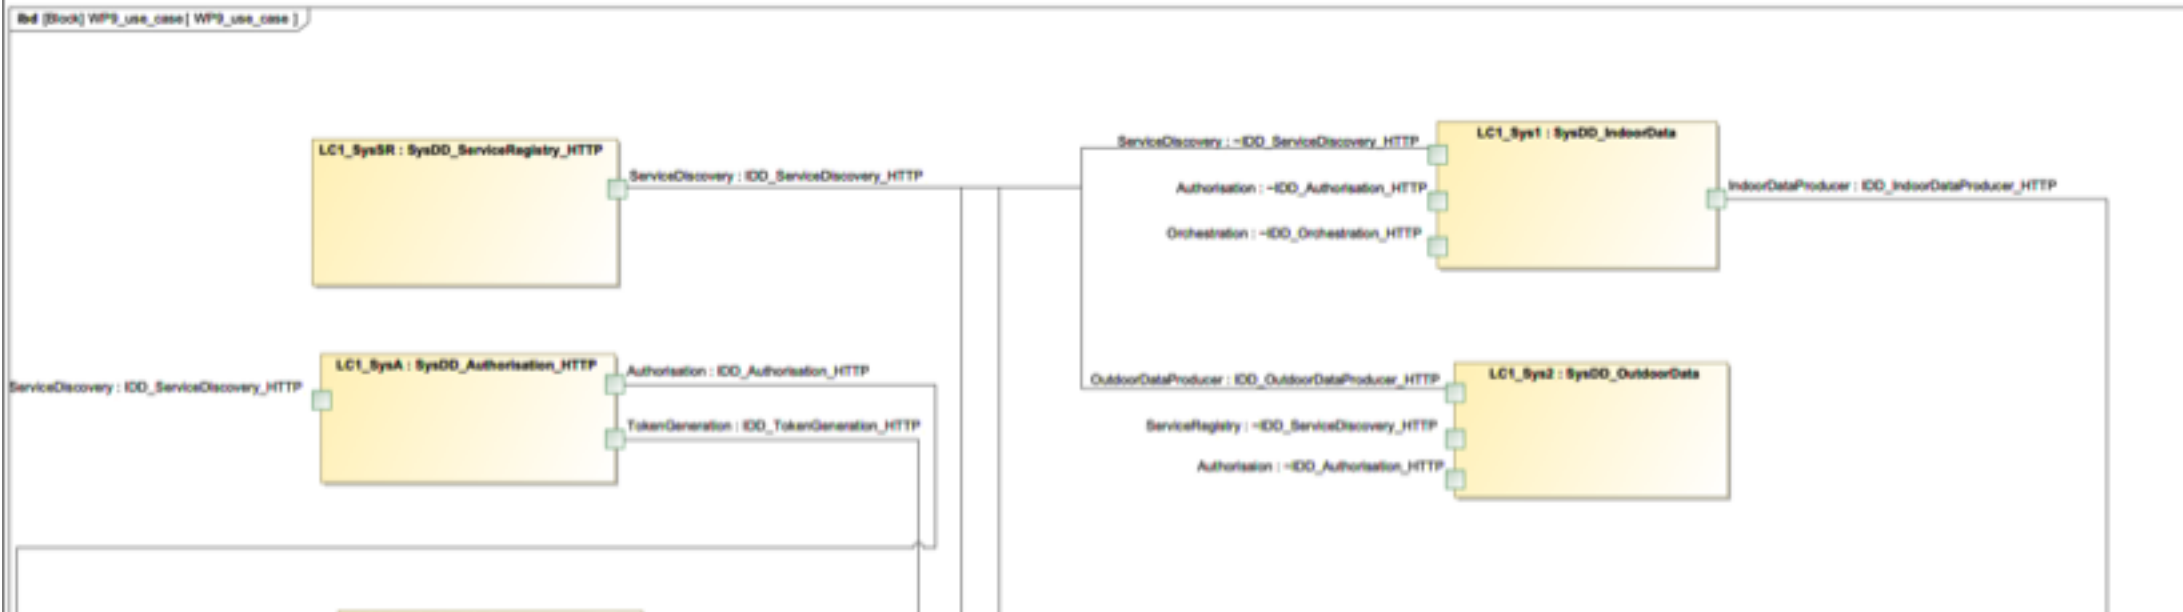 ibd [Block] WP9_use_case [ WP9_use_case ]
LC1_SysSR : SysDD_ServiceRegistry_HTTP
ServiceDiscovery : IDD_ServiceDiscovery_HTTP
ServiceDiscovery : ~IDD_ServiceDiscovery_HTTP
Authorisation : ~IDD_Authorisation_HTTP
Orchestration : ~IDD_Orchestration_HTTP
LC1_Sys1 : SysDD_IndoorData
IndoorDataProducer : IDD_IndoorDataProducer_HTTP
ServiceDiscovery : IDD_ServiceDiscovery_HTTP
LC1_SysA : SysDD_Authorisation_HTTP
Authorisation : IDD_Authorisation_HTTP
TokenGeneration : IDD_TokenGeneration_HTTP
OutdoorDataProducer : IDD_OutdoorDataProducer_HTTP
ServiceRegistry : ~IDD_ServiceDiscovery_HTTP
Authorisaion : ~IDD_Authorisation_HTTP
LC1_Sys2 : SysDD_OutdoorData